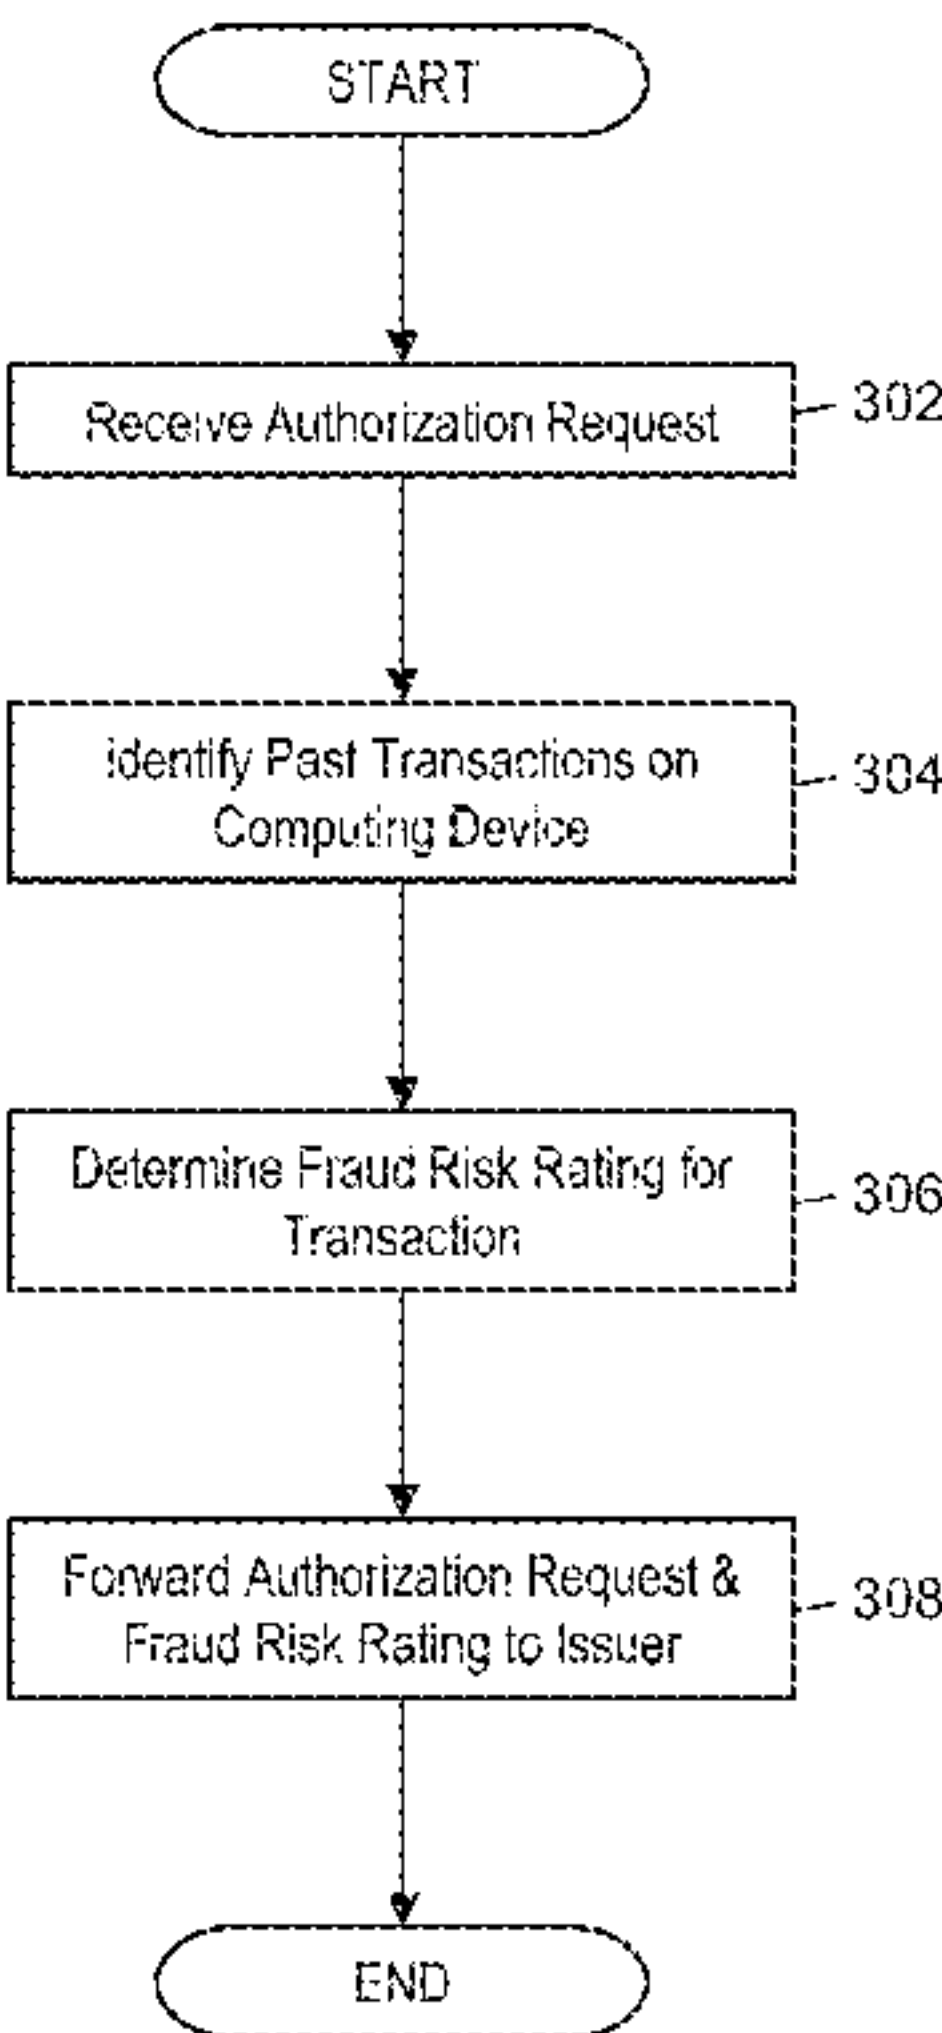 START
Receive Authorization Request
302
Identify Past Transactions on
Computing Device
304
Determine Fraud Risk Rating for
Transaction
306
Forward Authorization Request &
Fraud Risk Rating to Issuer
308
END